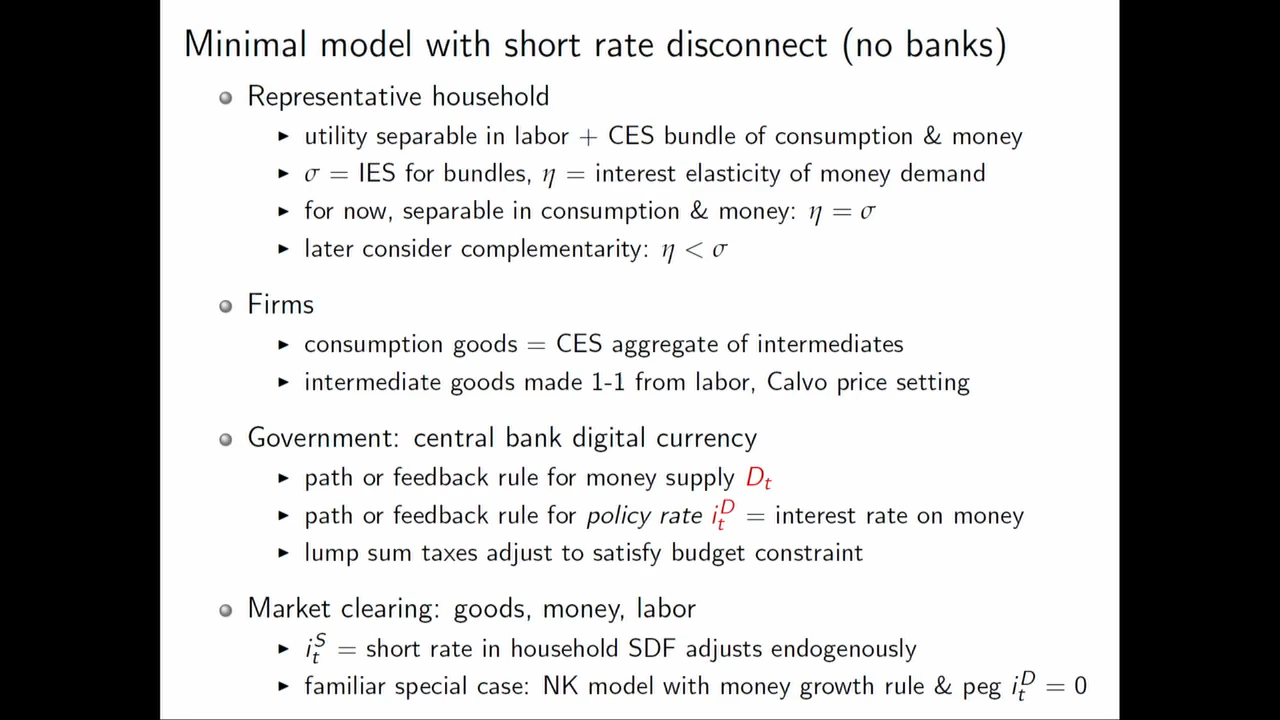 Minimal model with short rate disconnect (no banks)
Representative household
► utility separable in labor + CES bundle of consumption & money
► σ = IES for bundles, η = interest elasticity of money demand
► for now, separable in consumption & money: η = σ
► later consider complementarity: η < σ
Firms
► consumption goods = CES aggregate of intermediates
► intermediate goods made 1-1 from labor, Calvo price setting
Government: central bank digital currency
► path or feedback rule for money supply D_t
► path or feedback rule for policy rate i_t^D = interest rate on money
► lump sum taxes adjust to satisfy budget constraint
Market clearing: goods, money, labor
► i_t^S = short rate in household SDF adjusts endogenously
► familiar special case: NK model with money growth rule & peg i_t^D = 0